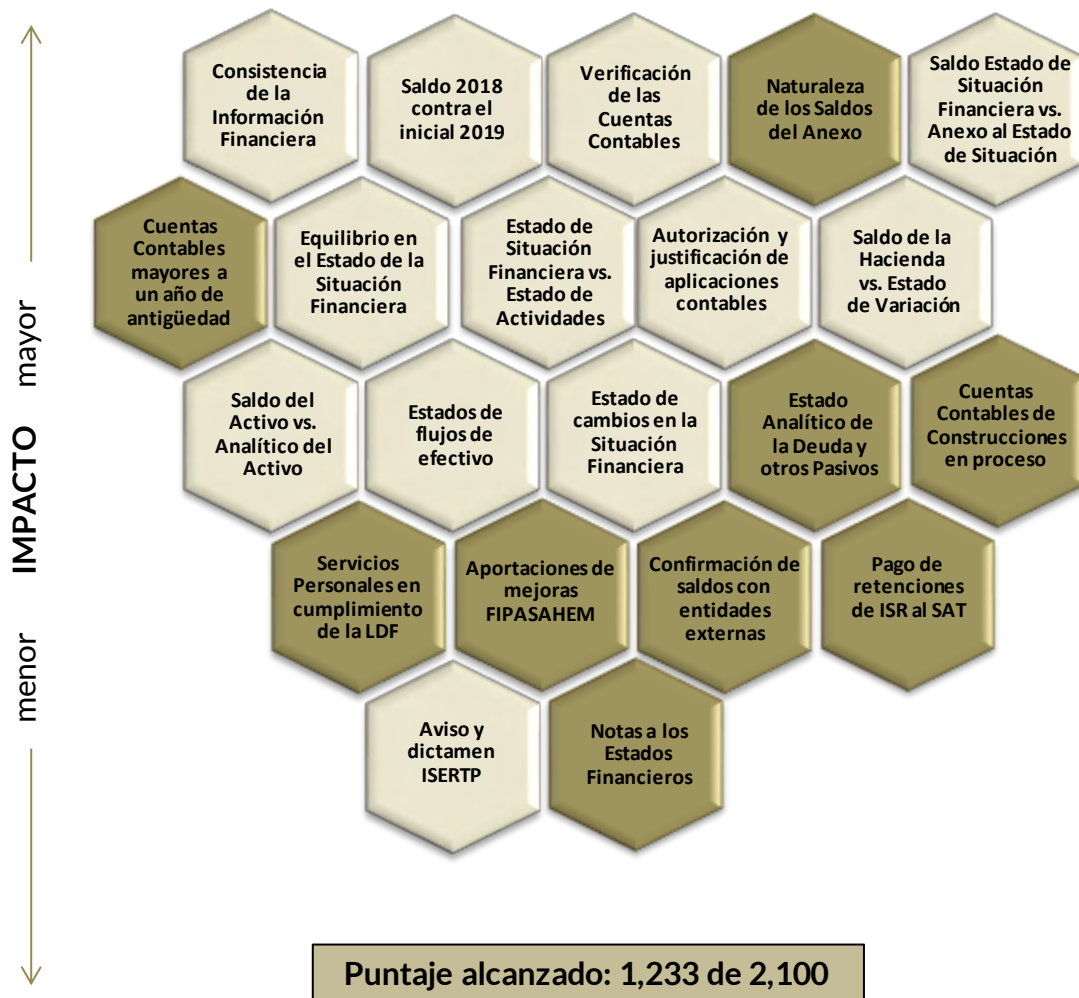 Consistencia
de la
Información
Financiera
Saldo 2018
contra el
inicial 2019
Verificación
de las
Cuentas
Contables
Naturaleza
de los Saldos
del Anexo
Saldo Estado de
Situación
Financiera vs.
Anexo al Estado
de Situación
Cuentas
Contables
mayores a
un año de
antigüedad
Equilibrio en
el Estado de la
Situación
Financiera
Estado de
Situación
Financiera vs.
Estado de
Actividades
Autorización y
justificación de
aplicaciones
contables
Saldo de la
Hacienda
vs. Estado
de Variación
Saldo del
Activo vs.
Analítico del
Activo
Estados de
flujos de
efectivo
Estado de
cambios en la
Situación
Financiera
Estado
Analítico de
la Deuda y
otros Pasivos
Cuentas
Contables de
Construcciones
en proceso
Servicios
Personales en
cumplimiento
de la LDF
Aportaciones de
mejoras
FIPASAHEM
Confirmación de
saldos con
entidades
externas
Pago de
retenciones
de ISR al SAT
Aviso y
dictamen
ISERTP
Notas a los
Estados
Financieros
menor IMPACTO mayor
Puntaje alcanzado: 1,233 de 2,100